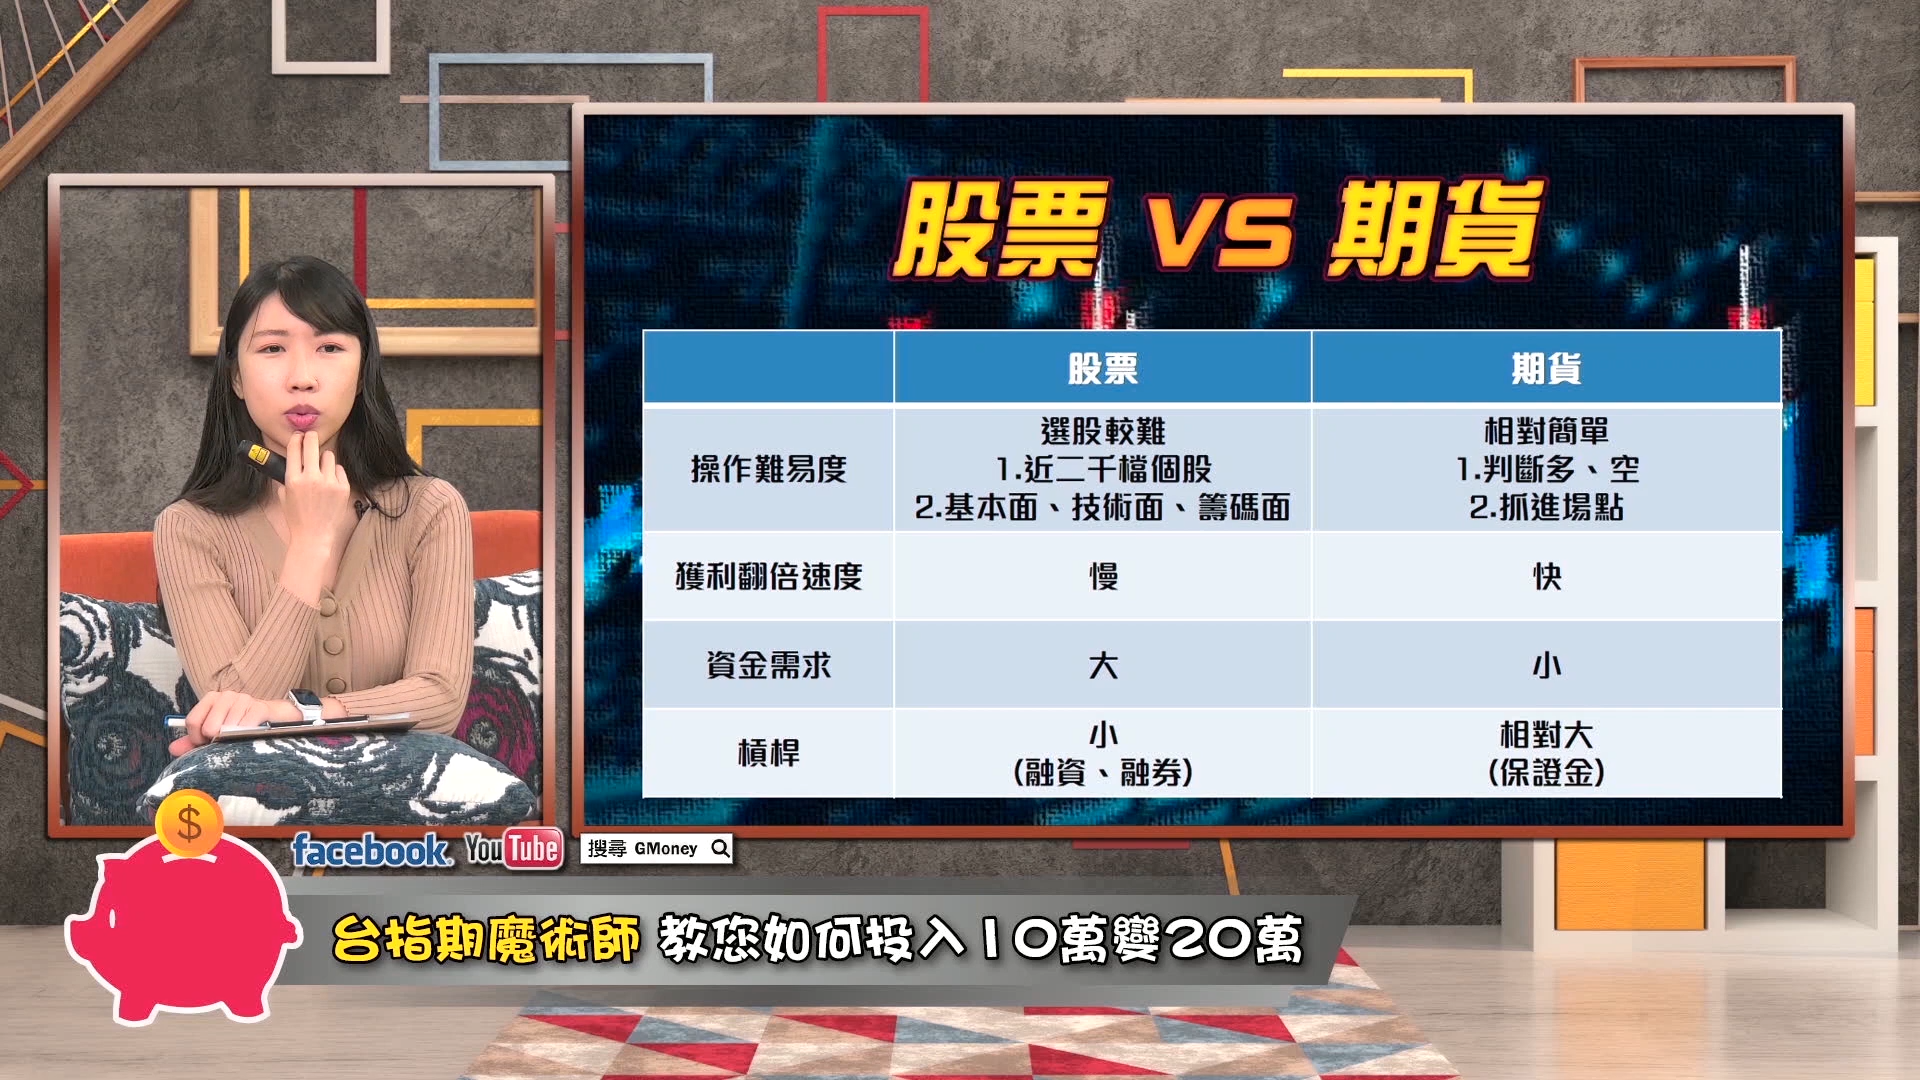 股票 VS 期貨
股票
期貨
操作難易度
選股較難
1.近二千檔個股
2.基本面、技術面、籌碼面
相對簡單
1.判斷多、空
2.抓進場點
獲利翻倍速度
慢
快
資金需求
大
小
槓桿
小
(融資、融券)
相對大
(保證金)
$
facebook. YouTube 搜尋 GMoney
台指期魔術師 教您如何投入10萬變20萬